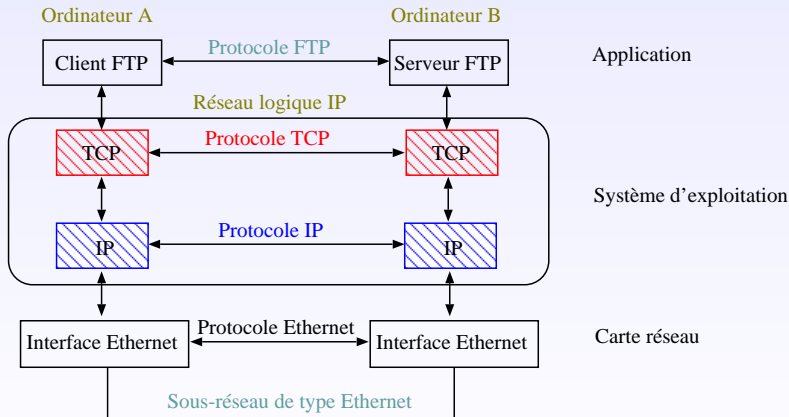 Ordinateur A
Ordinateur B
Protocole FTP
Client FTP
Serveur FTP
Application
Réseau logique IP
Protocole TCP
TCP
TCP
Système d'exploitation
Protocole IP
IP
IP
Protocole Ethernet
Interface Ethernet
Interface Ethernet
Carte réseau
Sous-réseau de type Ethernet